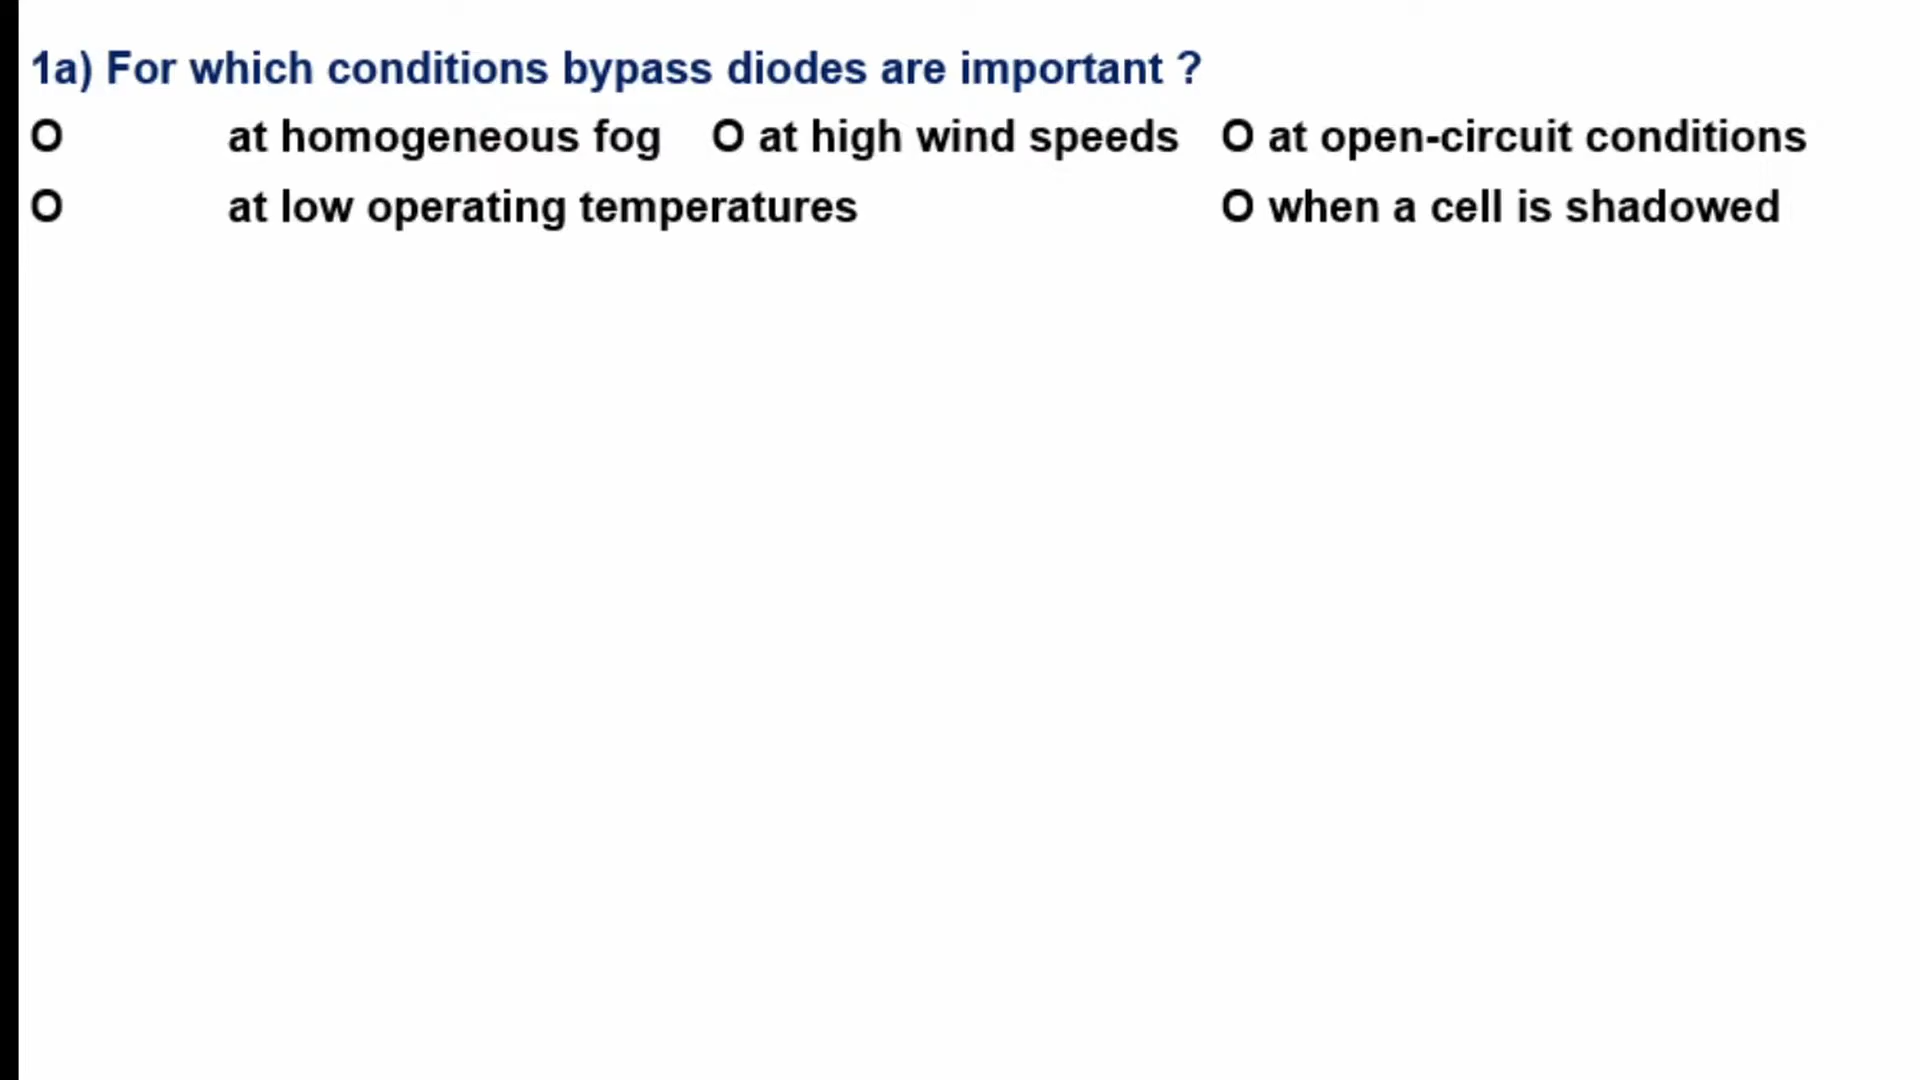 1a) For which conditions bypass diodes are important ?
O at homogeneous fog O at high wind speeds O at open-circuit conditions
O at low operating temperatures O when a cell is shadowed